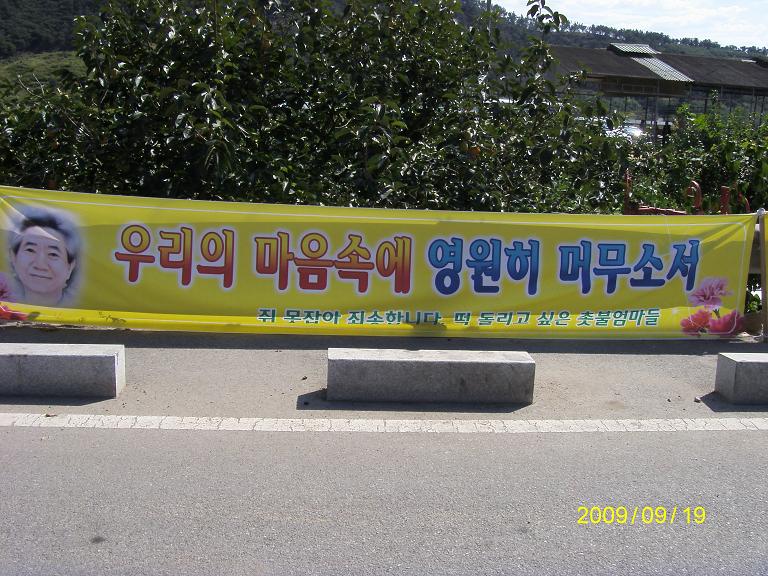 우리의 마음속에 영원히 머무소서
쥐 못잡아 죄송합니다. 떡 돌리고 싶은 촛불엄마들
2009/09/19